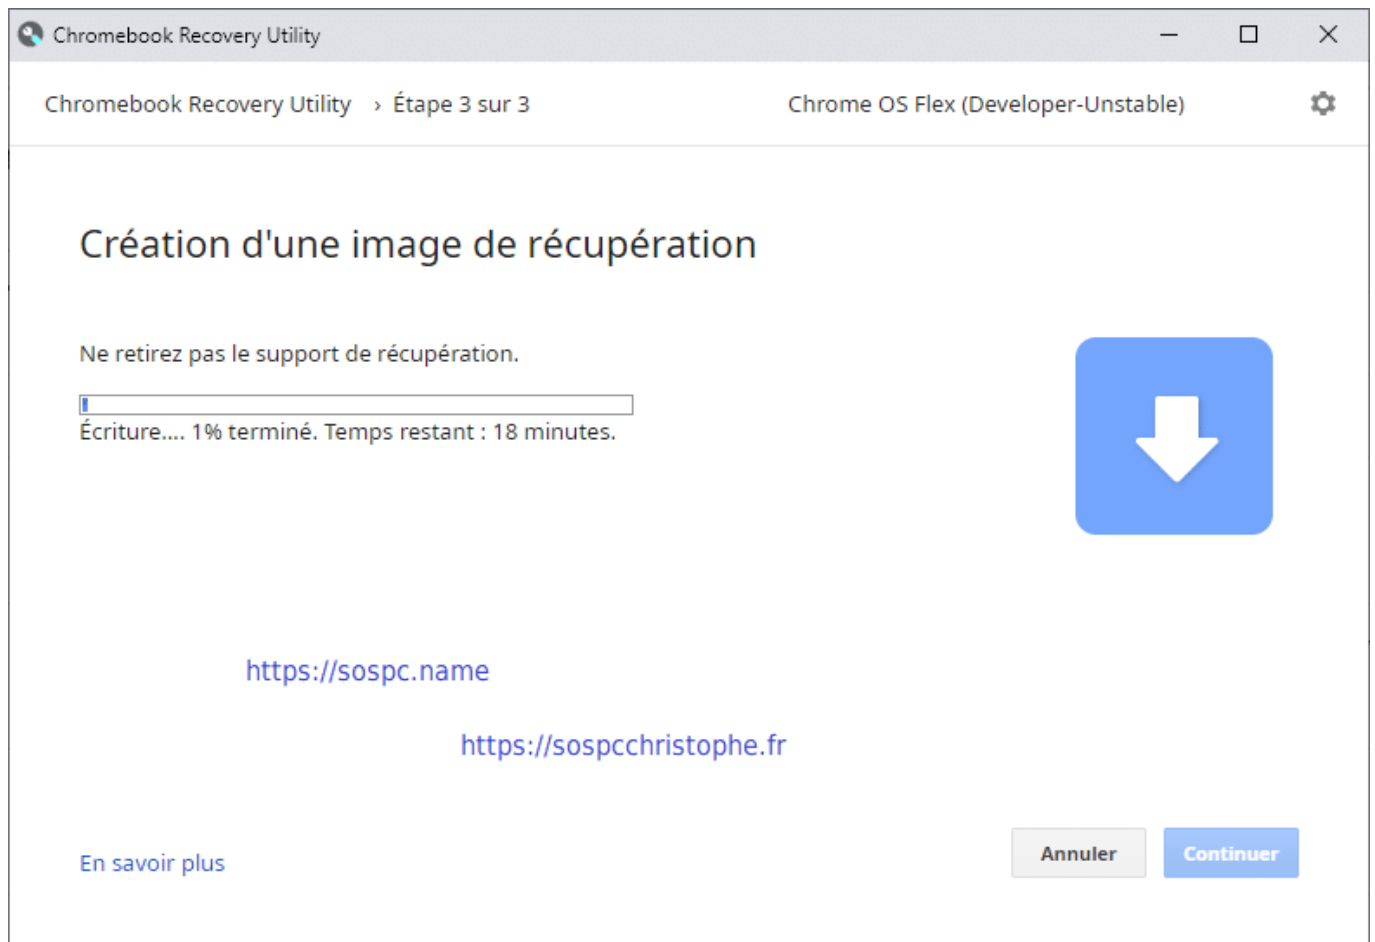 Chromebook Recovery Utility
Chromebook Recovery Utility › Étape 3 sur 3 Chrome OS Flex (Developer-Unstable)
Création d'une image de récupération
Ne retirez pas le support de récupération.
Écriture.... 1% terminé. Temps restant : 18 minutes.
https://sospc.name
https://sospcchristophe.fr
En savoir plus Annuler Continuer